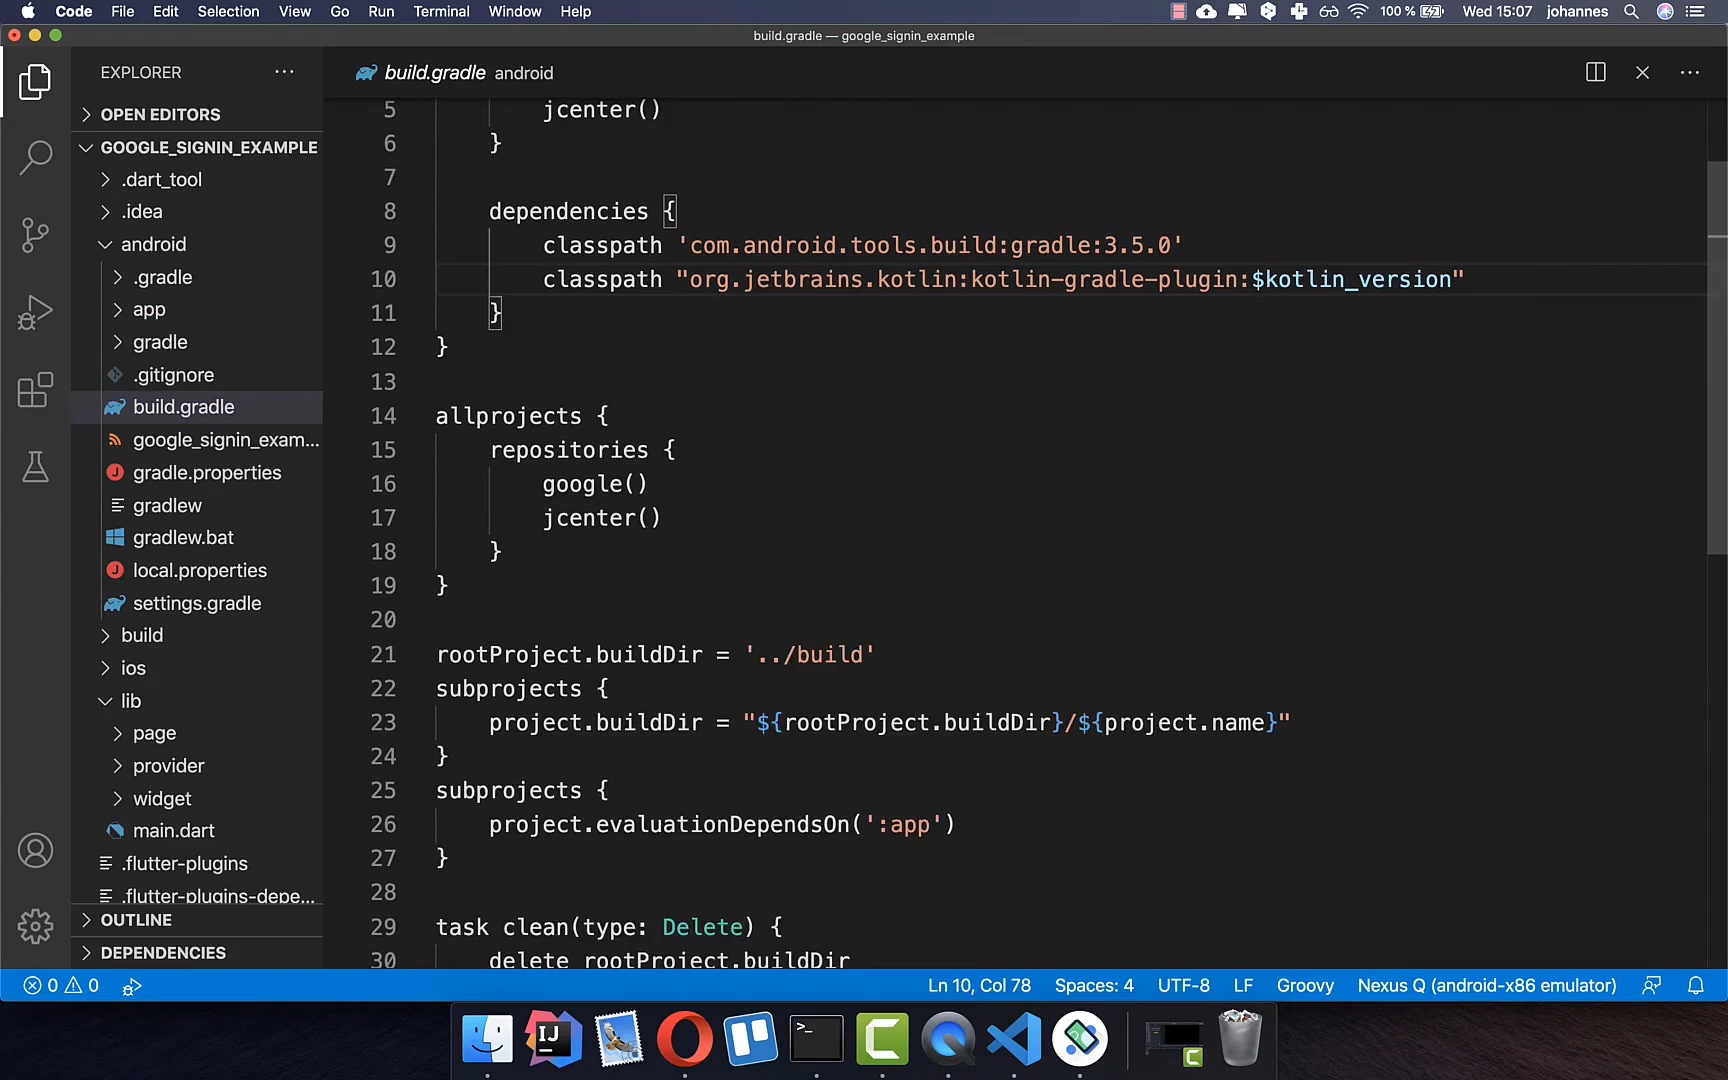 Code File Edit Selection View Go Run Terminal Window Help 100 % Wed 15:07 johannes
build.gradle — google_signin_example
EXPLORER
build.gradle android
OPEN EDITORS
GOOGLE_SIGNIN_EXAMPLE
.dart_tool
.idea
android
.gradle
app
gradle
.gitignore
build.gradle
google_signin_exam...
gradle.properties
gradlew
gradlew.bat
local.properties
settings.gradle
build
ios
lib
page
provider
widget
main.dart
.flutter-plugins
.flutter-plugins-depe...
OUTLINE
DEPENDENCIES
5 jcenter()
6 }
7
8 dependencies {
9 classpath 'com.android.tools.build:gradle:3.5.0'
10 classpath "org.jetbrains.kotlin:kotlin-gradle-plugin:$kotlin_version"
11 }
12 }
13
14 allprojects {
15 repositories {
16 google()
17 jcenter()
18 }
19 }
20
21 rootProject.buildDir = '../build'
22 subprojects {
23 project.buildDir = "${rootProject.buildDir}/${project.name}"
24 }
25 subprojects {
26 project.evaluationDependsOn(':app')
27 }
28
29 task clean(type: Delete) {
30 delete rootProject.buildDir
0 0 Ln 10, Col 78 Spaces: 4 UTF-8 LF Groovy Nexus Q (android-x86 emulator)
IJ
>_